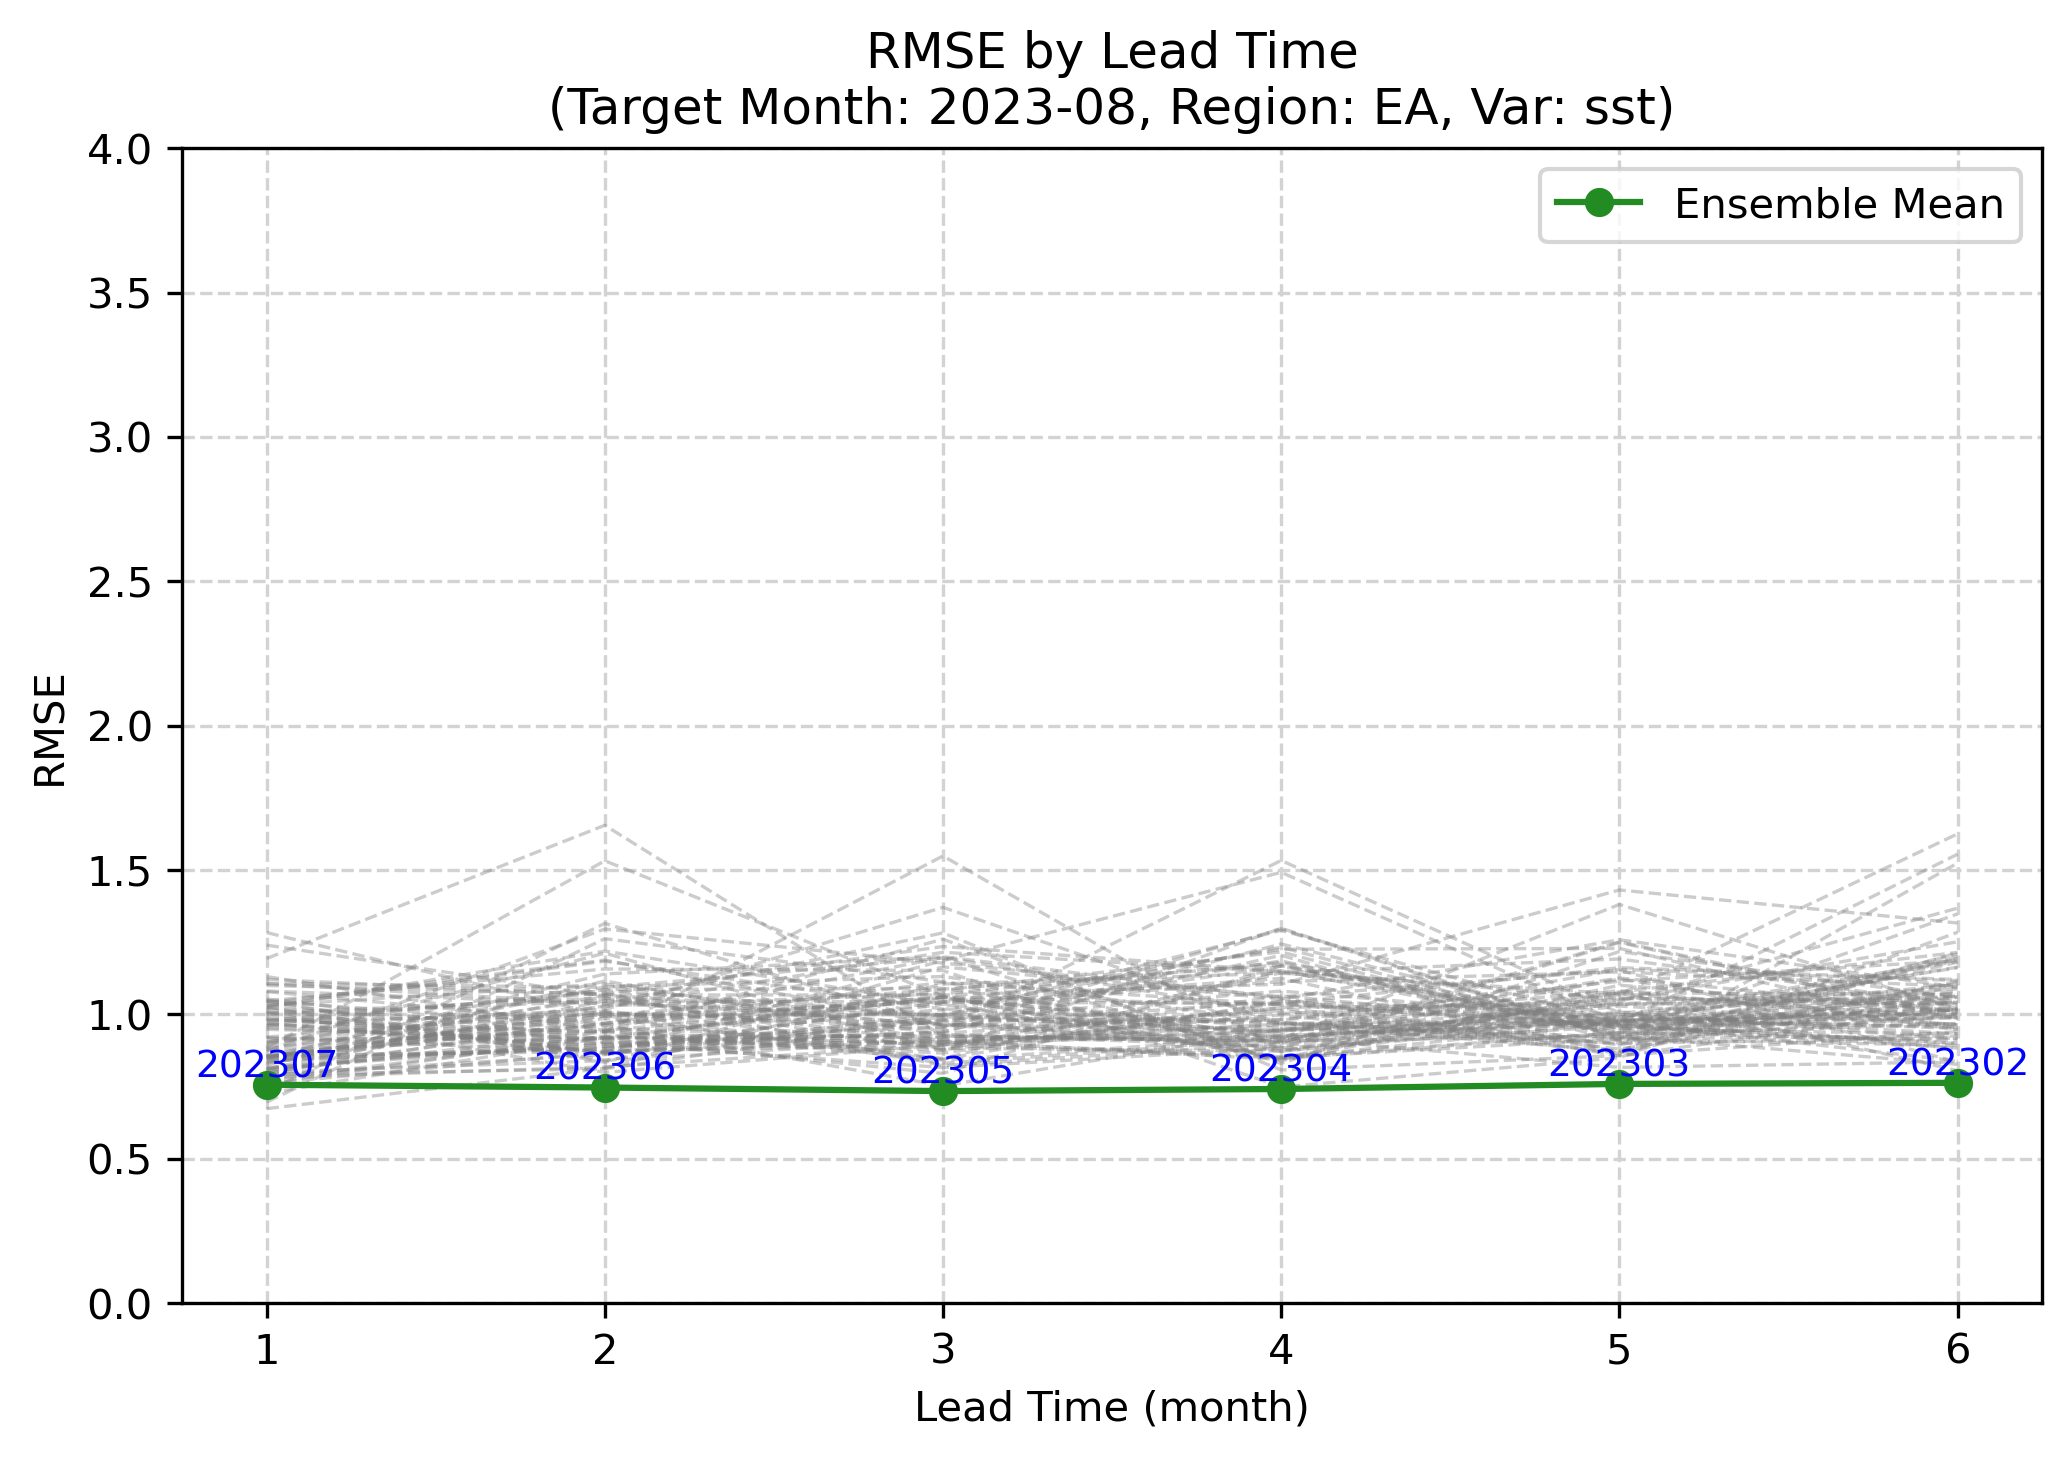 RMSE by Lead Time
(Target Month: 2023-08, Region: EA, Var: sst)
Ensemble Mean
4.0
3.5
3.0
2.5
2.0
1.5
1.0
0.5
0.0
RMSE
202307
202306
202305
202304
202303
202302
1 2 3 4 5 6
Lead Time (month)